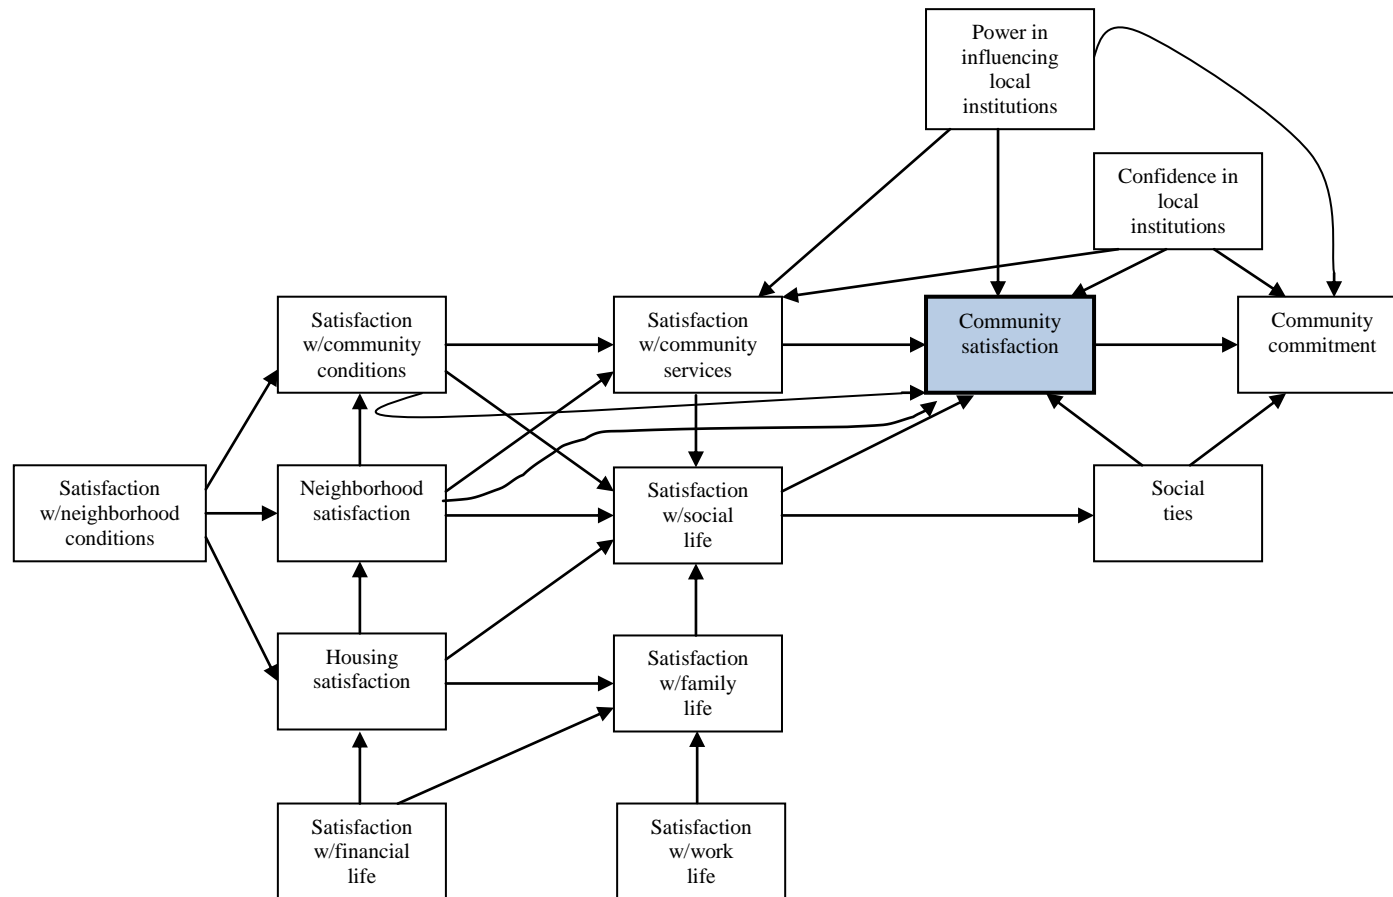 Power in
influencing
local
institutions
Confidence in
local
institutions
Satisfaction
w/community
conditions
Satisfaction
w/community
services
Community
satisfaction
Community
commitment
Satisfaction
w/neighborhood
conditions
Neighborhood
satisfaction
Satisfaction
w/social
life
Social
ties
Housing
satisfaction
Satisfaction
w/family
life
Satisfaction
w/financial
life
Satisfaction
w/work
life